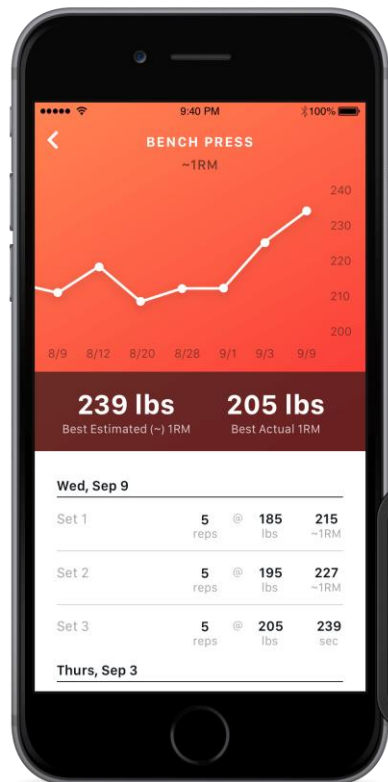 9:40 PM 100%
BENCH PRESS
~1RM
240
230
220
210
200
8/9 8/12 8/20 8/28 9/1 9/3 9/9
239 lbs 205 lbs
Best Estimated (~) 1RM Best Actual 1RM
Wed, Sep 9
Set 1 5 @ 185 215
reps lbs ~1RM
Set 2 5 @ 195 227
reps lbs ~1RM
Set 3 5 @ 205 239
reps lbs sec
Thurs, Sep 3